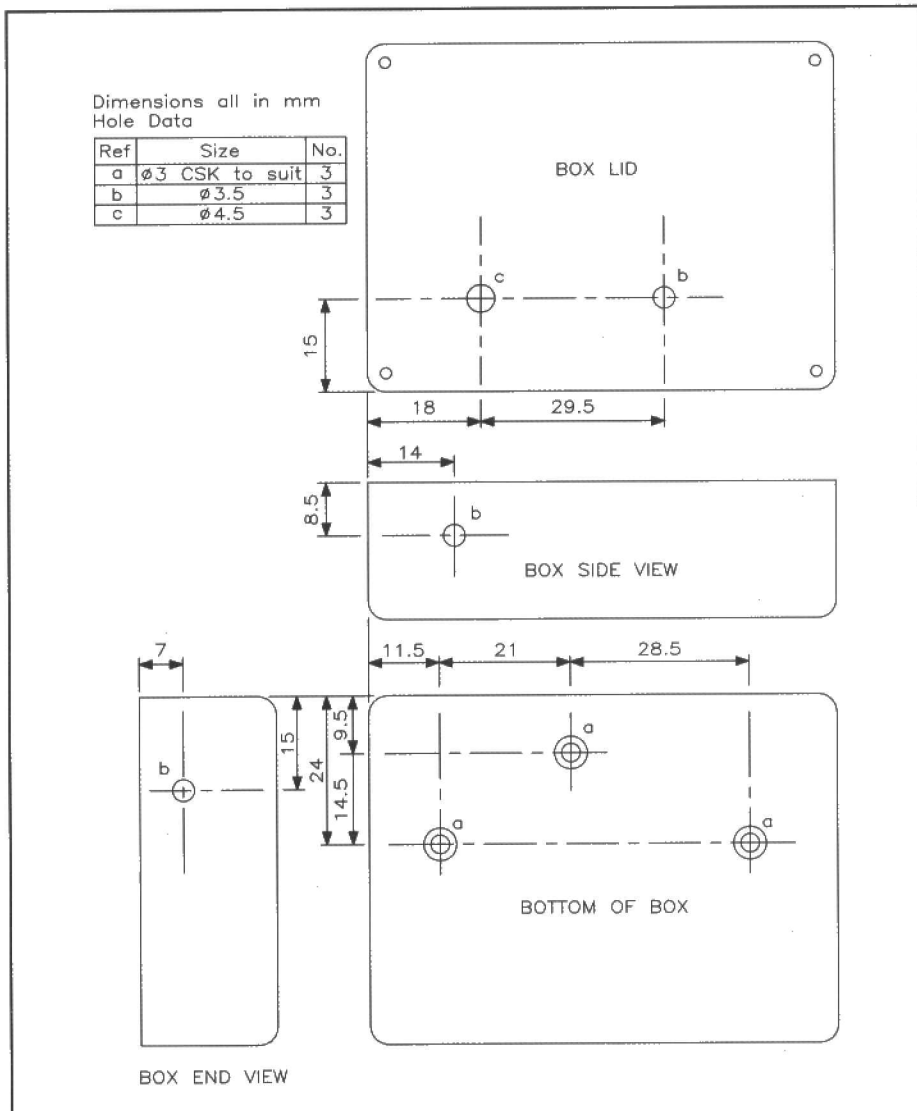 Dimensions all in mm
Hole Data
Ref Size No.
a ø3 CSK to suit 3
b ø3.5 3
c ø4.5 3
BOX LID
c
b
15
18
29.5
14
8.5
b
BOX SIDE VIEW
7
11.5
21
28.5
b
15
24
9.5
14.5
a
a
a
BOTTOM OF BOX
BOX END VIEW